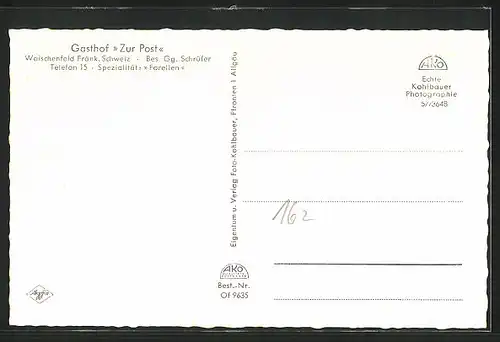 Gasthof »Zur Post«
Waischenfeld Fränk. Schweiz - Bes. Gg. Schrüfer
Telefon 15 - Spezialität: »Forellen«
AKO
Echte
Kohlbauer
Photographie
Eigentum u. Verlag Foto-Kohlbauer, Pfronten i. Allgäu
162
AKO
Best.-Nr.
Of 9635
Agfa